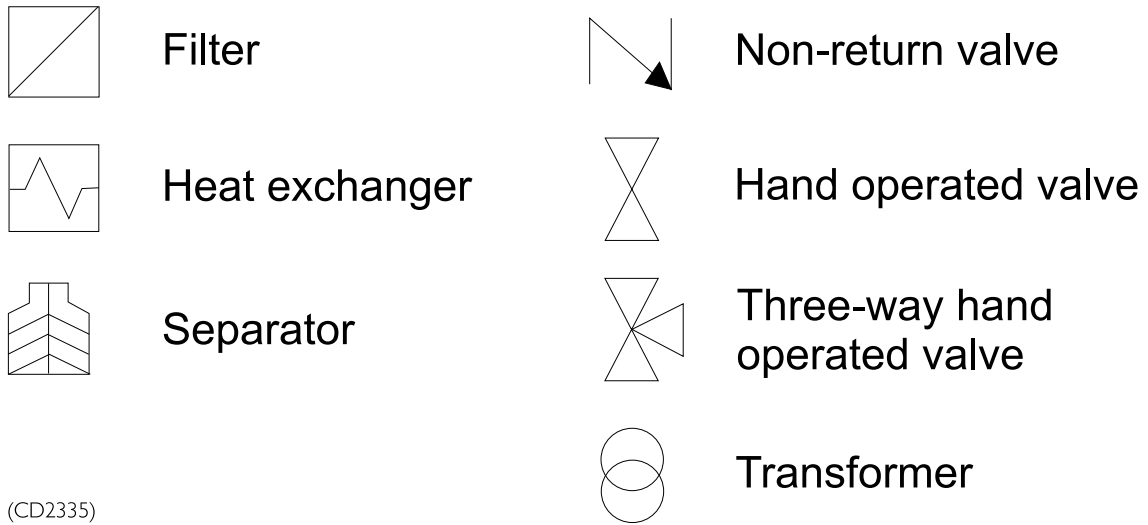 Filter
Heat exchanger
Separator
(CD2335)
Non-return valve
Hand operated valve
Three-way hand
operated valve
Transformer